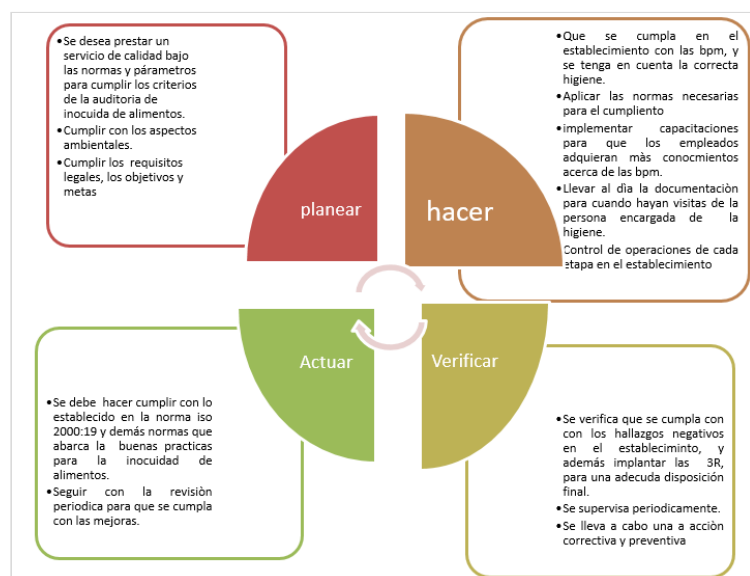 •Se desea prestar un
servicio de calidad bajo
las normas y párametros
para cumplir los criterios
de la auditoria de
inocuida de alimentos.
•Cumplir con los aspectos
ambientales.
•Cumplir los requisitos
legales, los objetivos y
metas
planear
•Que se cumpla en el
establecimiento con las bpm, y
se tenga en cuenta la correcta
higiene.
•Aplicar las normas necesarias
para el cumpliento
•implementar capacitaciones
para que los empleados
adquieran màs conocmientos
acerca de las bpm.
•Llevar al dìa la documentaciòn
para cuando hayan visitas de la
persona encargada de la
higiene.
•Control de operaciones de cada
etapa en el establecimiento
hacer
Actuar
•Se debe hacer cumplir con lo
establecido en la norma iso
2000:19 y demás normas que
abarca la buenas practicas
para la inocuidad de
alimentos.
•Seguir con la revisiòn
periodica para que se cumpla
con las mejoras.
Verificar
•Se verifica que se cumpla con
con los hallazgos negativos
en el estableciminto, y
además implantar las 3R,
para una adecuda disposición
final.
•Se supervisa periodicamente.
•Se lleva a cabo una a acciòn
correctiva y preventiva